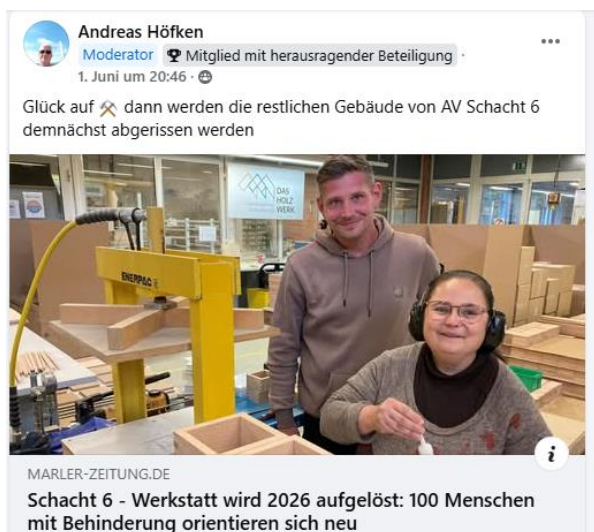 Andreas Höfken
Moderator 🏆 Mitglied mit herausragender Beteiligung ·
1. Juni um 20:46 ·
Glück auf ⚒ dann werden die restlichen Gebäude von AV Schacht 6
demnächst abgerissen werden
DAS
HOLZ
WERK
ENERPAC
MARLER-ZEITUNG.DE
Schacht 6 - Werkstatt wird 2026 aufgelöst: 100 Menschen
mit Behinderung orientieren sich neu